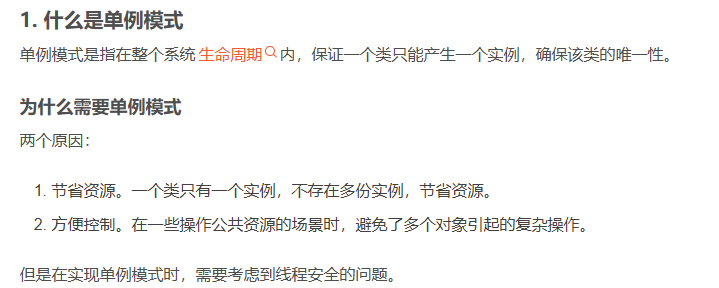 1. 什么是单例模式
单例模式是指在整个系统生命周期内，保证一个类只能产生一个实例，确保该类的唯一性。
为什么需要单例模式
两个原因：
1. 节省资源。一个类只有一个实例，不存在多份实例，节省资源。
2. 方便控制。在一些操作公共资源的场景时，避免了多个对象引起的复杂操作。
但是在实现单例模式时，需要考虑到线程安全的问题。